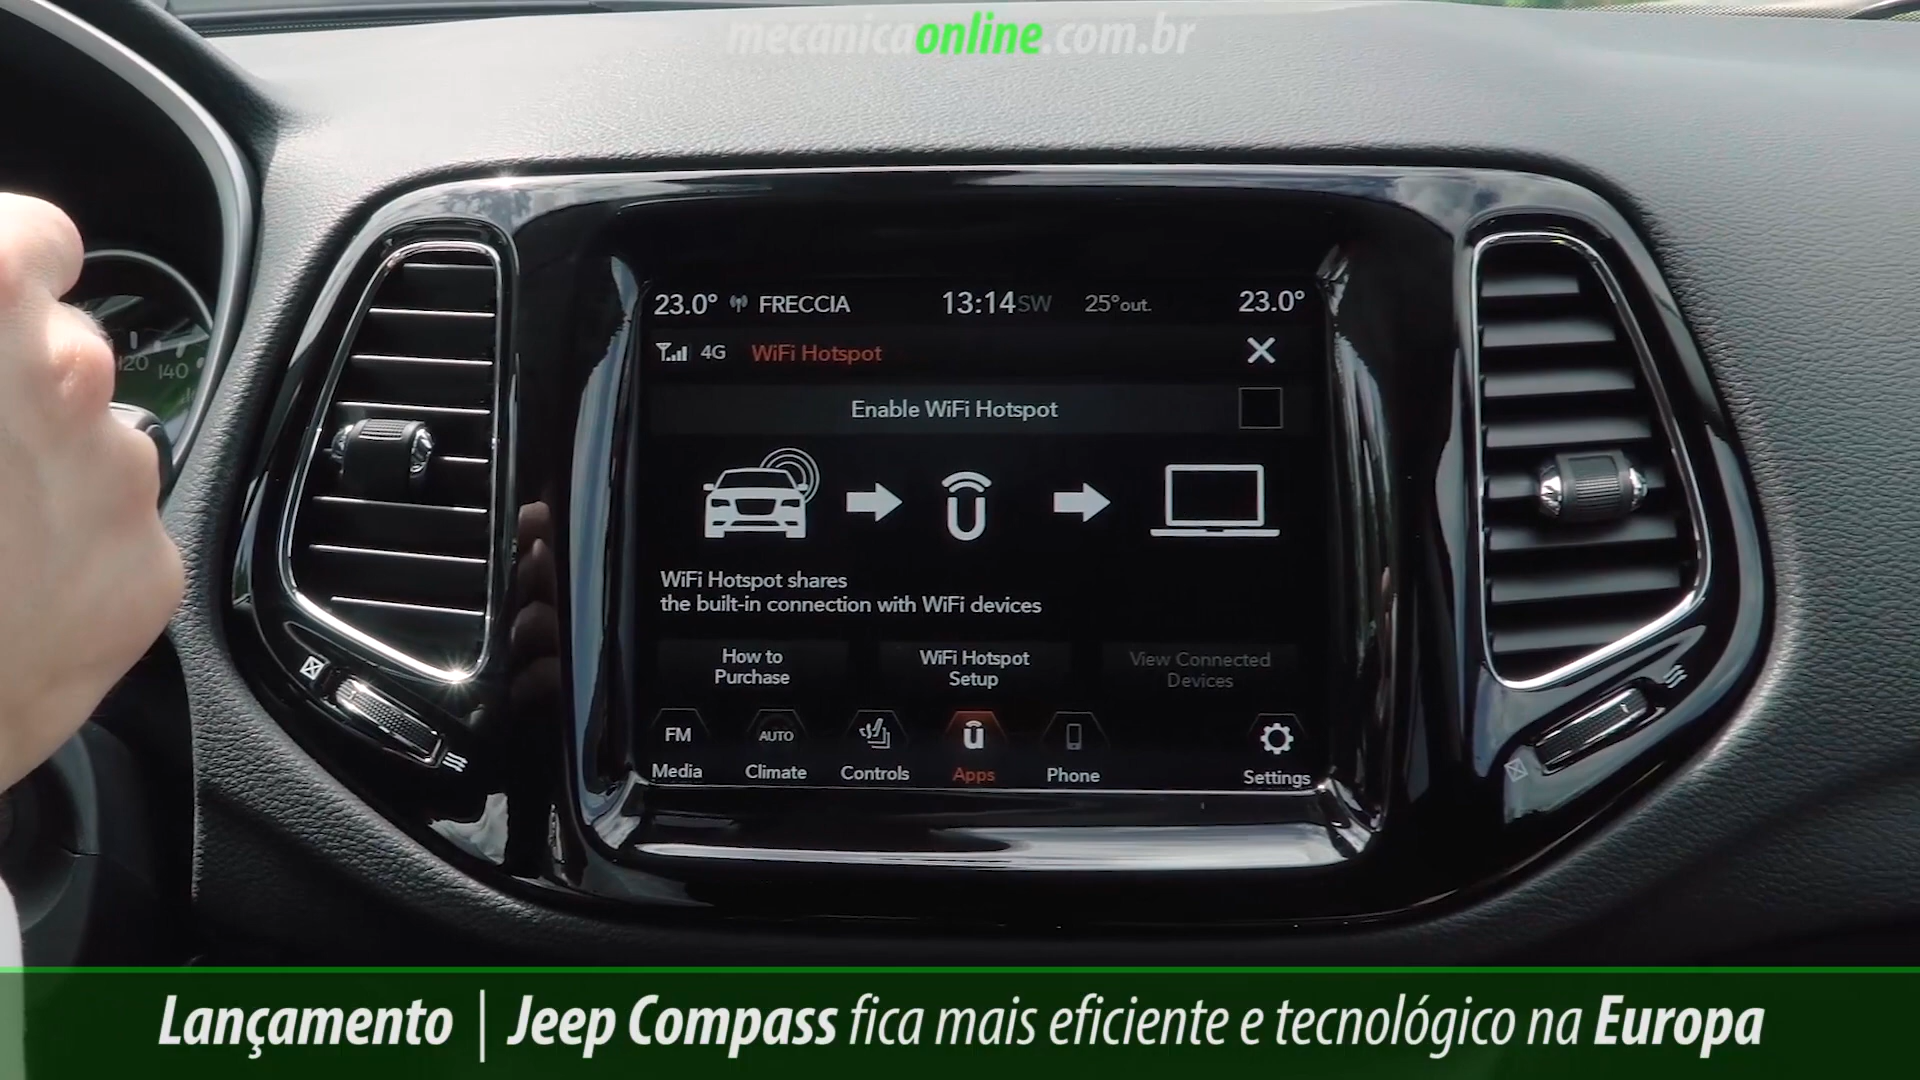 mecanicaonline.com.br
23.0° FRECCIA 13:14 SW 25°out. 23.0°
4G WiFi Hotspot
Enable WiFi Hotspot
120
140
WiFi Hotspot shares
the built-in connection with WiFi devices
How to
Purchase
WiFi Hotspot
Setup
View Connected
Devices
FM AUTO
Media Climate Controls Apps Phone Settings
Lançamento | Jeep Compass fica mais eficiente e tecnológico na Europa